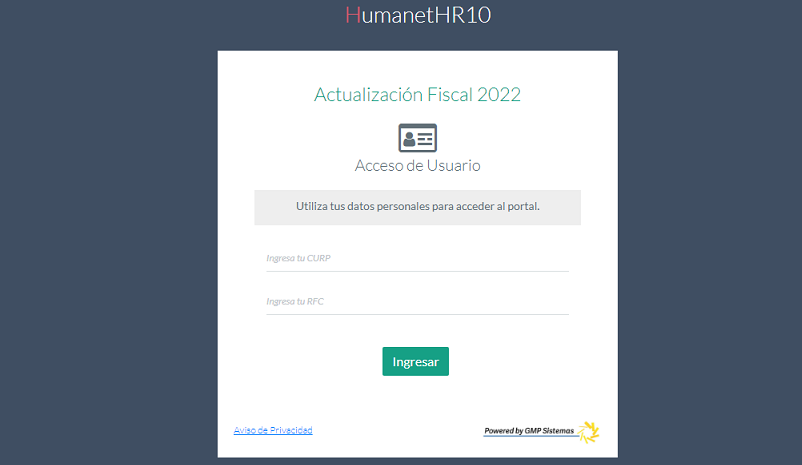 HumanetHR10
Actualización Fiscal 2022
Acceso de Usuario
Utiliza tus datos personales para acceder al portal.
Ingresa tu CURP
Ingresa tu RFC
Ingresar
Aviso de Privacidad
Powered by GMP Sistemas